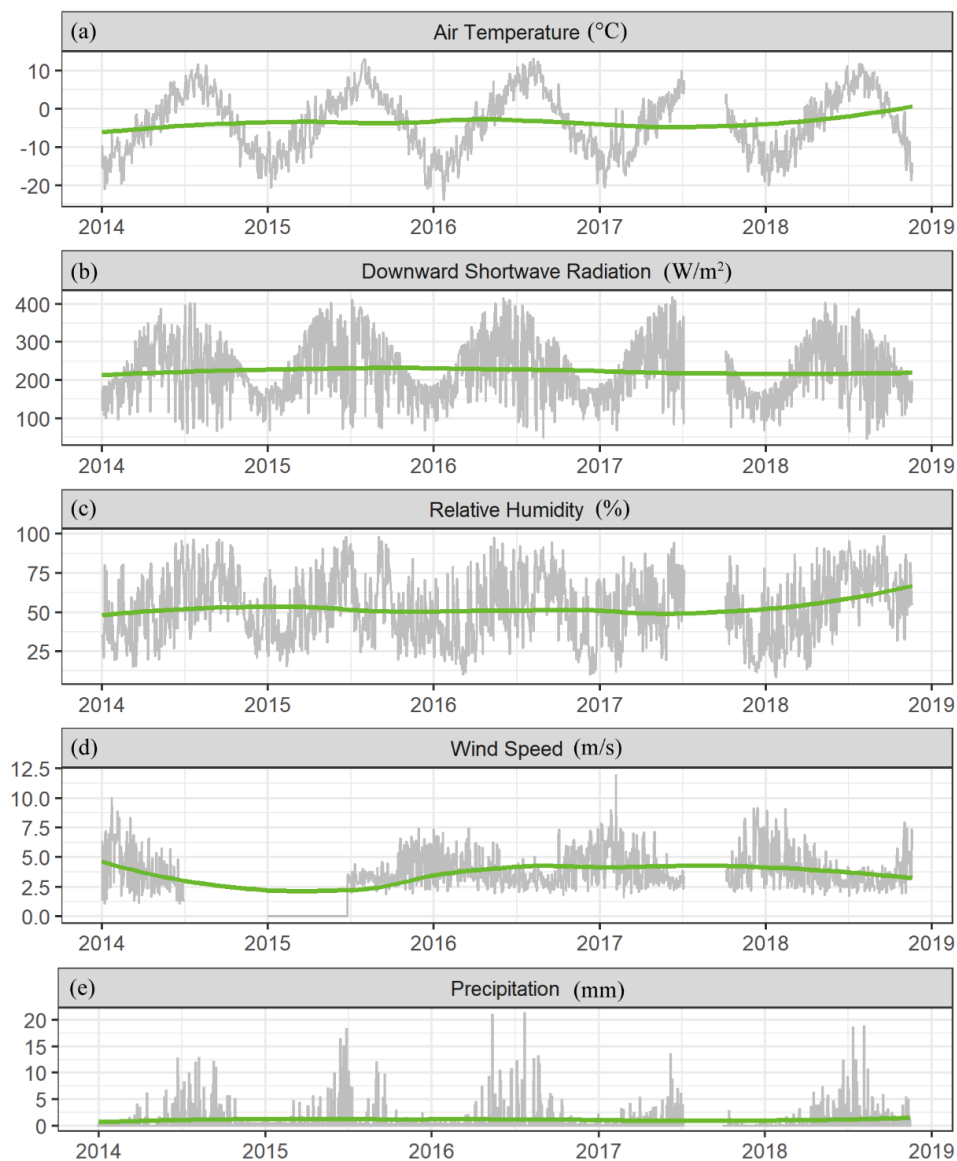 (a) Air Temperature (°C)
10
0
-10
-20
2014 2015 2016 2017 2018 2019
(b) Downward Shortwave Radiation (W/m²)
400
300
200
100
2014 2015 2016 2017 2018 2019
(c) Relative Humidity (%)
100
75
50
25
2014 2015 2016 2017 2018 2019
(d) Wind Speed (m/s)
12.5
10.0
7.5
5.0
2.5
0.0
2014 2015 2016 2017 2018 2019
(e) Precipitation (mm)
20
15
10
5
0
2014 2015 2016 2017 2018 2019